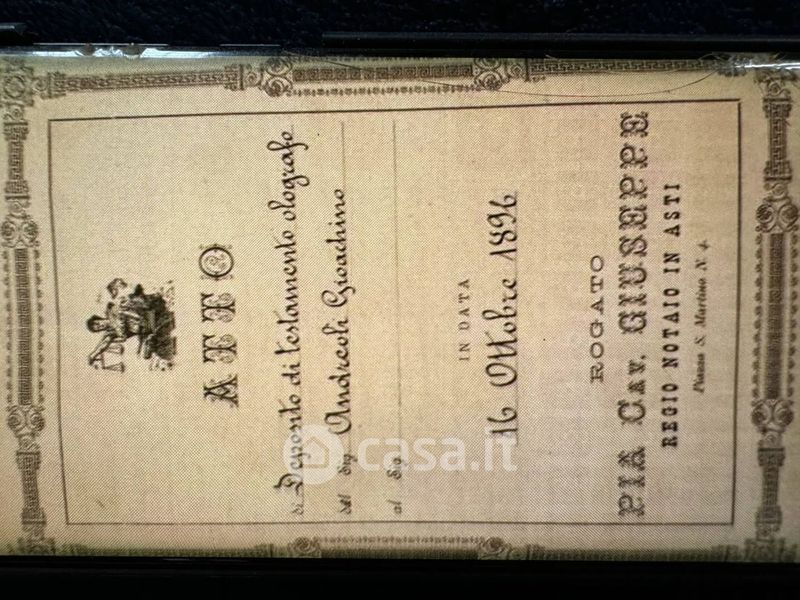 ATTO
di Deposito di testamento olografo
del Sig Andreoli Gioachino
al Sig
IN DATA
16 Ottobre 1896
ROGATO
PIA CAV. GIUSEPPE
REGIO NOTAIO IN ASTI
Piazza S. Martino N. 4.
casa.it